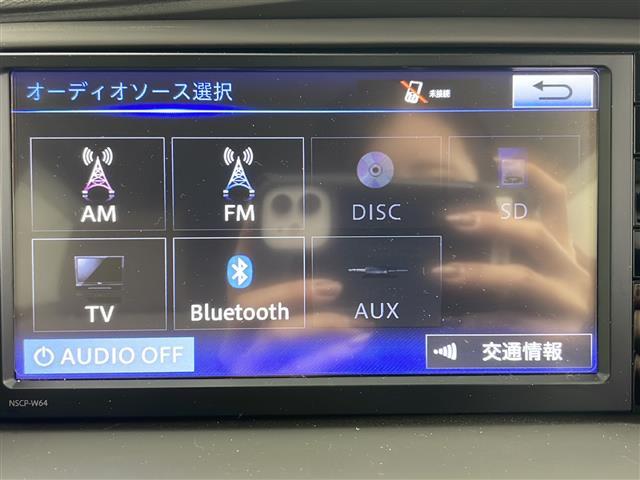 オーディオソース選択
未接続
AM
FM
DISC
SD
TV
Bluetooth
AUX
AUDIO OFF
交通情報
NSCP-W64